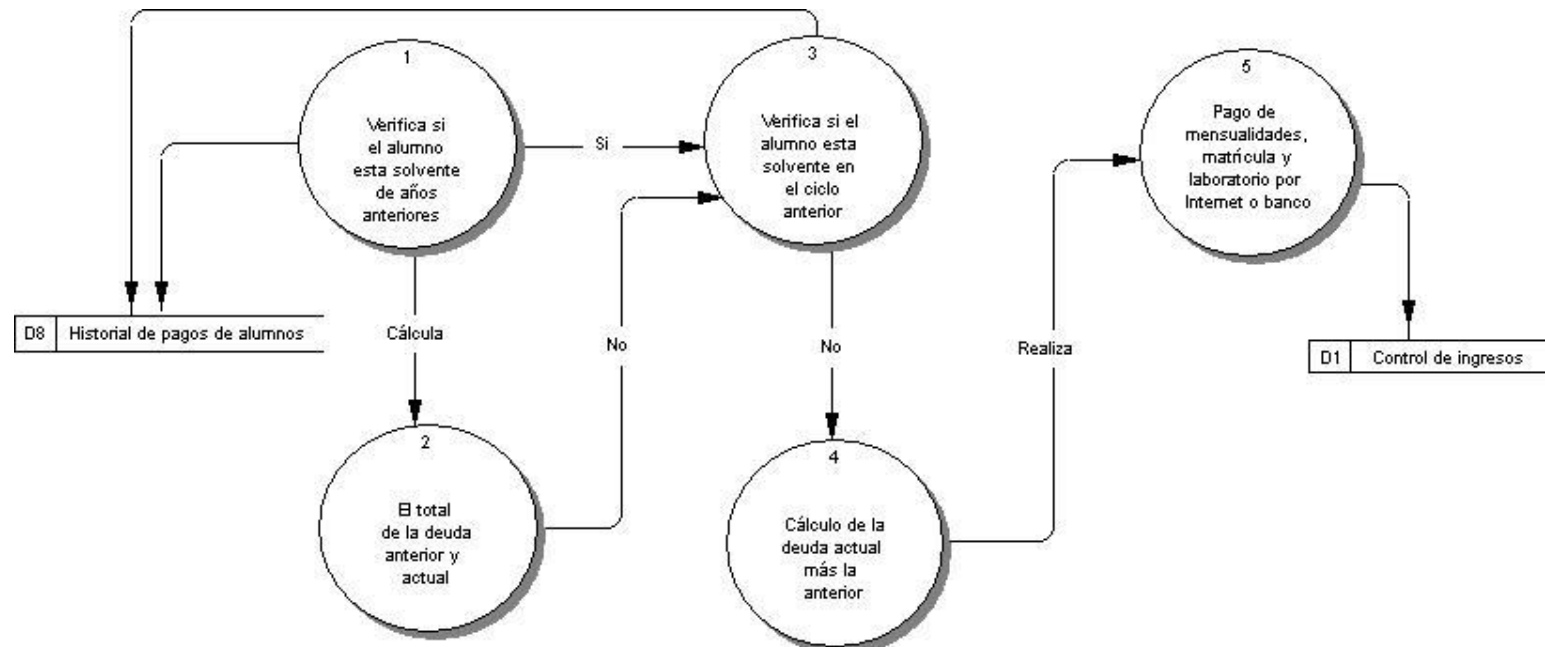 1
Verifica si
el alumno
esta solvente
de años
anteriores
Si
3
Verifica si el
alumno esta
solvente en
el ciclo
anterior
5
Pago de
mensualidades,
matrícula y
laboratorio por
Internet o banco
D8 Historial de pagos de alumnos
Cálcula
No
No
Realiza
D1 Control de ingresos
2
El total
de la deuda
anterior y
actual
4
Cálculo de la
deuda actual
más la
anterior